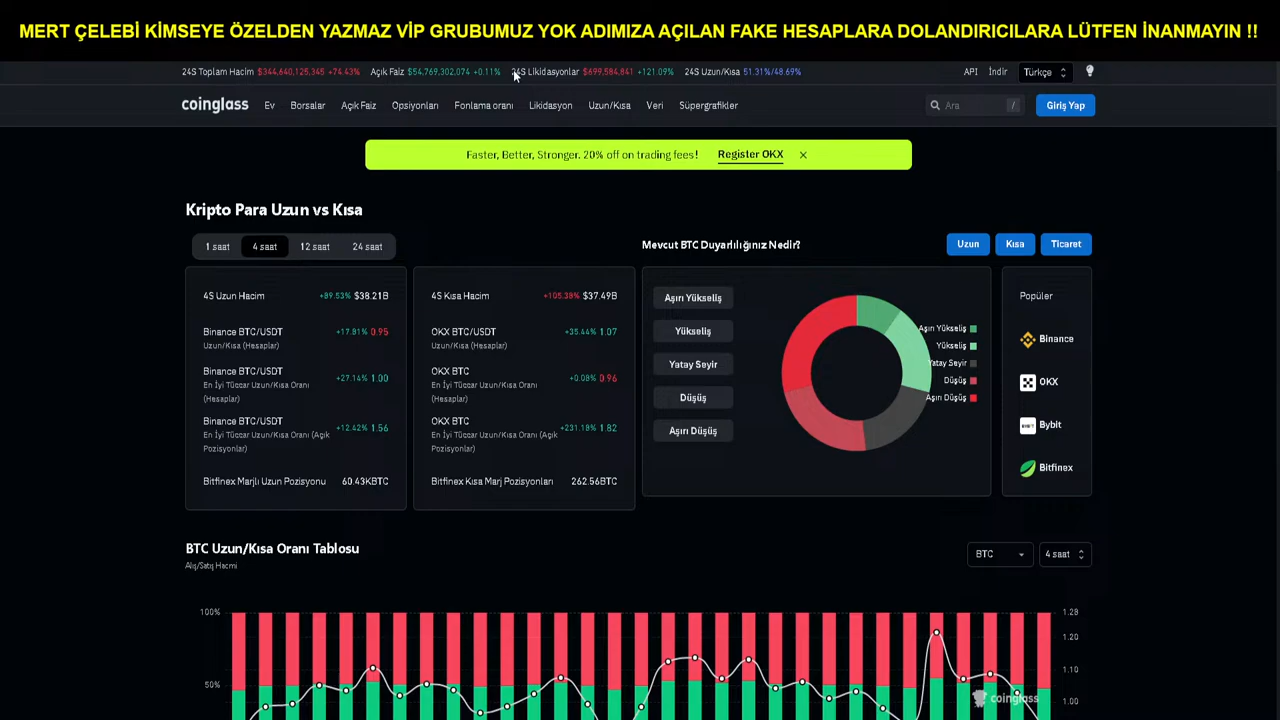 MERT ÇELEBİ KİMSEYE ÖZELDEN YAZMAZ VİP GRUBUMUZ YOK ADIMIZA AÇILAN FAKE HESAPLARA DOLANDIRICILARA LÜTFEN İNANMAYIN !!
24S Toplam Hacim $344,640,125,345 +74.43% Açık Faiz $54,769,302,074 +0.11% 24S Likidasyonlar $699,584,841 +121.09% 24S Uzun/Kısa 51.31%/48.69% API İndir Türkçe
coinglass Ev Borsalar Açık Faiz Opsiyonları Fonlama oranı Likidasyon Uzun/Kısa Veri Süpergrafikler Ara / Giriş Yap
Faster, Better, Stronger. 20% off on trading fees! Register OKX ×
Kripto Para Uzun vs Kısa
1 saat 4 saat 12 saat 24 saat
Mevcut BTC Duyarlılığınız Nedir? Uzun Kısa Ticaret
4S Uzun Hacim +89.53% $38.21B
Binance BTC/USDT +17.81% 0.95
Uzun/Kısa (Hesaplar)
Binance BTC/USDT +27.14% 1.00
En İyi Tüccar Uzun/Kısa Oranı
(Hesaplar)
Binance BTC/USDT
En İyi Tüccar Uzun/Kısa Oranı (Açık +12.42% 1.56
Pozisyonlar)
Bitfinex Marjlı Uzun Pozisyonu 60.43KBTC
4S Kısa Hacim +105.38% $37.49B
OKX BTC/USDT +35.44% 1.07
Uzun/Kısa (Hesaplar)
OKX BTC +0.08% 0.96
En İyi Tüccar Uzun/Kısa Oranı
(Hesaplar)
OKX BTC
En İyi Tüccar Uzun/Kısa Oranı (Açık +231.18% 1.82
Pozisyonlar)
Bitfinex Kısa Marj Pozisyonları 262.56BTC
Aşırı Yükseliş
Yükseliş
Yatay Seyir
Düşüş
Aşırı Düşüş
Aşırı Yükseliş
Yükseliş
Yatay Seyir
Düşüş
Aşırı Düşüş
Popüler
Binance
OKX
Bybit
Bitfinex
BTC Uzun/Kısa Oranı Tablosu BTC 4 saat
Alış/Satış Hacmi
100% 1.28
1.20
1.10
50% 1.00
coinglass